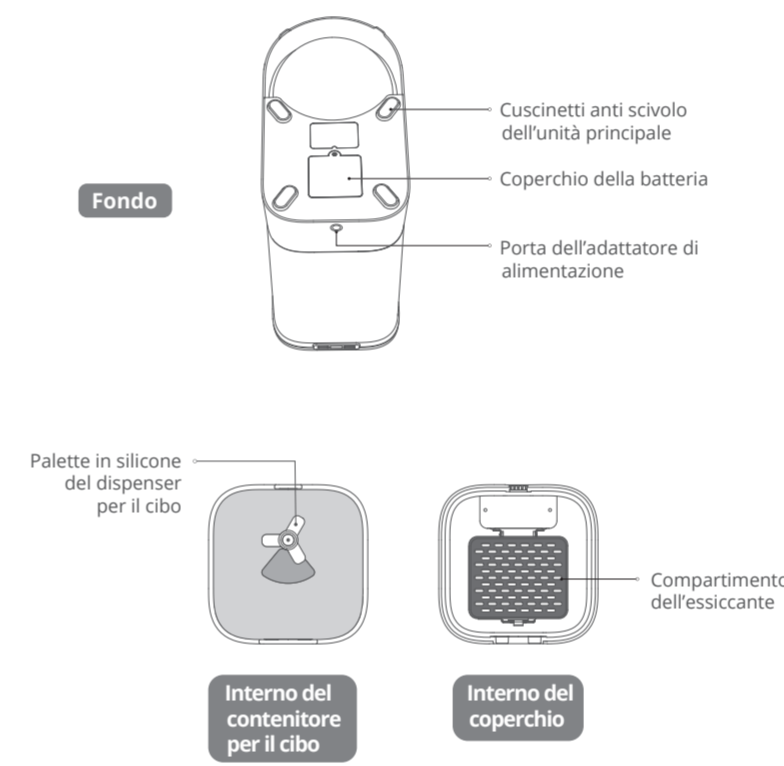 Cuscinetti anti scivolo
dell'unità principale
Coperchio della batteria
Fondo
Porta dell'adattatore di
alimentazione
Palette in silicone
del dispenser
per il cibo
Compartimento
dell'essiccante
Interno del
contenitore
per il cibo
Interno del
coperchio